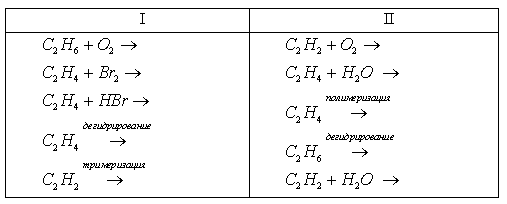 I
C₂H₆ + O₂ →
C₂H₄ + Br₂ →
C₂H₄ + HBr →
дегидрирование
C₂H₄ →
тримеризация
C₂H₂ →
II
C₂H₂ + O₂ →
C₂H₄ + H₂O →
полимеризация
C₂H₄ →
дегидрирование
C₂H₆ →
C₂H₂ + H₂O →